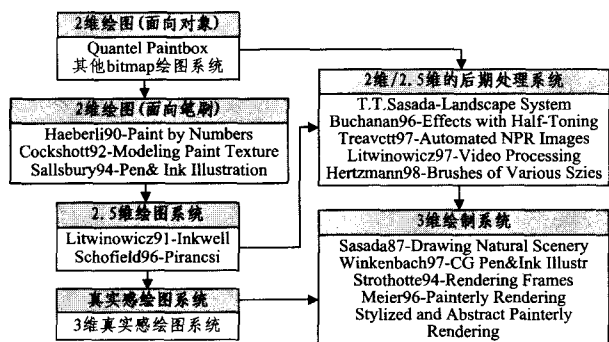 2维绘图(面向对象)
Quantel Paintbox
其他bitmap绘图系统
2维绘图(面向笔刷)
Haeberli90-Paint by Numbers
Cockshott92-Modeling Paint Texture
Sallsbury94-Pen& Ink Illustration
2.5维绘图系统
Litwinowicz91-Inkwell
Schofield96-Pirancsi
真实感绘图系统
3维真实感绘图系统
2维/2.5维的后期处理系统
T.T.Sasada-Landscape System
Buchanan96-Effects with Half-Toning
Treavctt97-Automated NPR Images
Litwinowicz97-Video Processing
Hertzmann98-Brushes of Various Szies
3维绘制系统
Sasada87-Drawing Natural Scenery
Winkenbach97-CG Pen&Ink Illustr
Strothotte94-Rendering Frames
Meier96-Painterly Rendering
Stylized and Abstract Painterly
Rendering